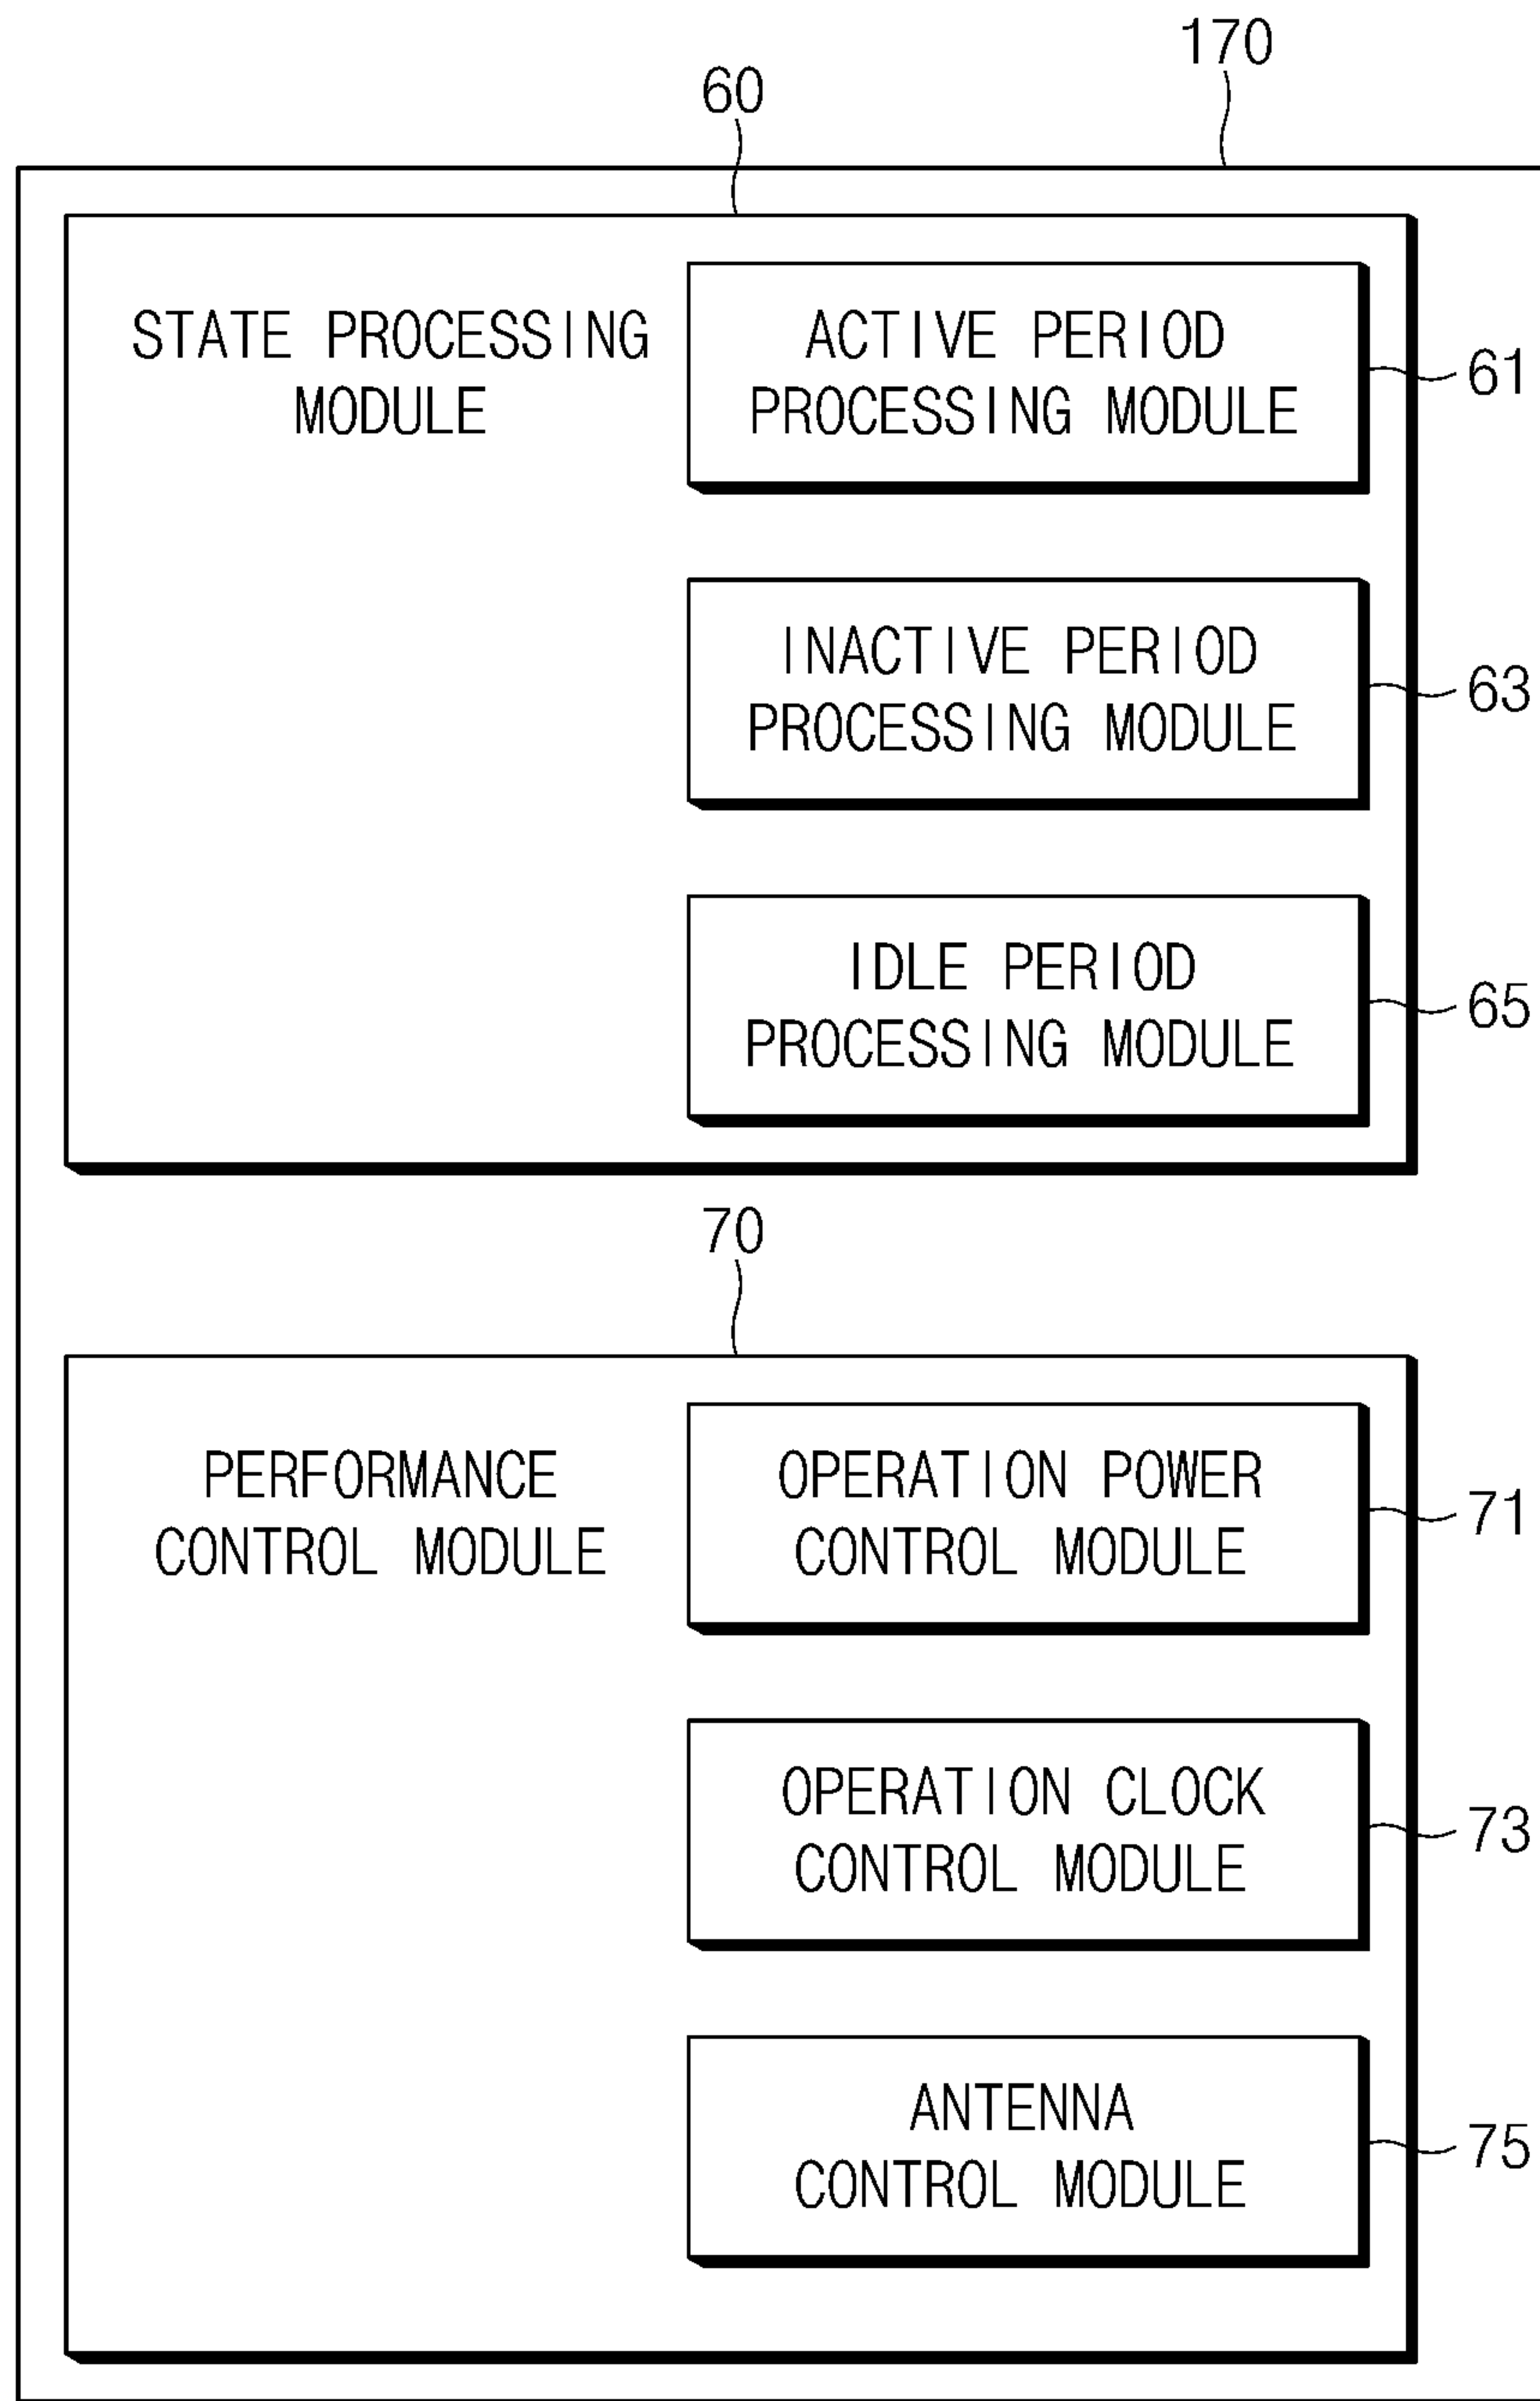 170
60
STATE PROCESSING
MODULE
ACTIVE PERIOD
PROCESSING MODULE
61
INACTIVE PERIOD
PROCESSING MODULE
63
IDLE PERIOD
PROCESSING MODULE
65
70
PERFORMANCE
CONTROL MODULE
OPERATION POWER
CONTROL MODULE
71
OPERATION CLOCK
CONTROL MODULE
73
ANTENNA
CONTROL MODULE
75